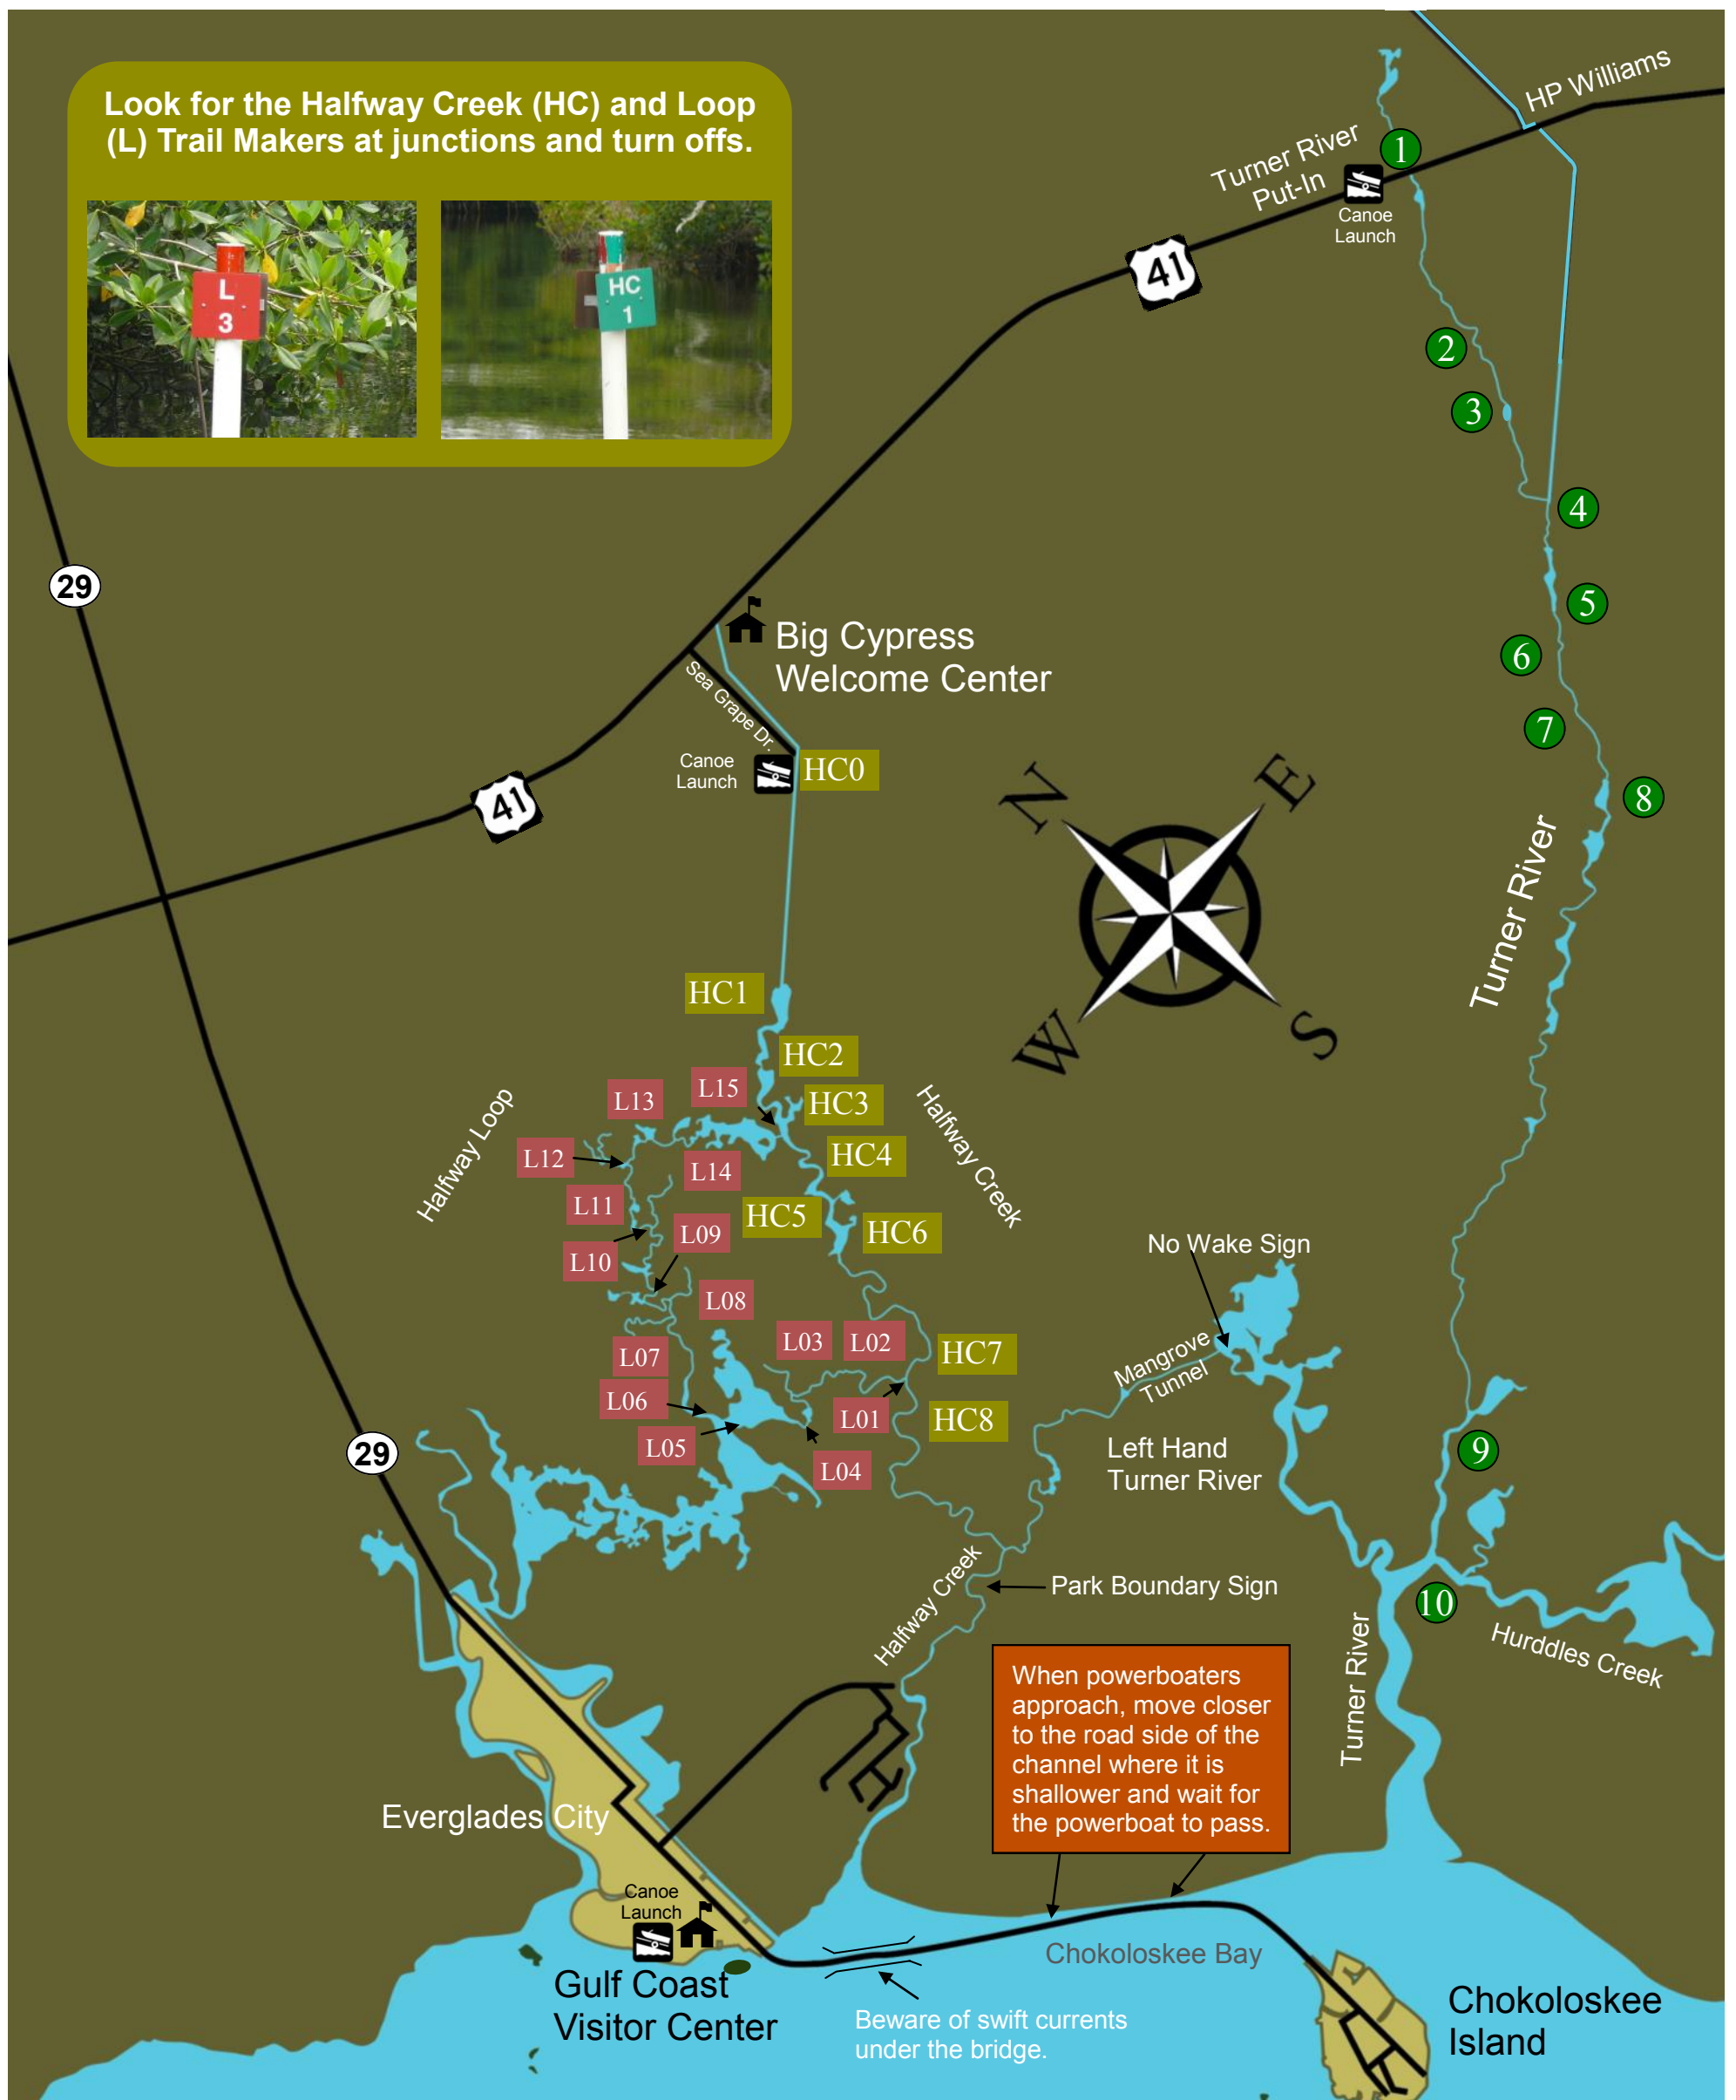 Look for the Halfway Creek (HC) and Loop
(L) Trail Makers at junctions and turn offs.
L
3
HC
1
HP Williams
Turner River
Put-In
1
Canoe
Launch
41
2
3
4
29
5
Big Cypress
Welcome Center
6
Sea Grape Dr.
7
Canoe
Launch
HC0
41
8
N
E
W
S
Turner River
HC1
HC2
L15
HC3
L13
Halfway Loop
Halfway Creek
HC4
L12
L14
L11
HC5
L09
HC6
L10
No Wake Sign
L08
L03
L02
HC7
L07
Mangrove
Tunnel
L06
L01
HC8
L05
L04
29
Left Hand
Turner River
9
Halfway Creek
Park Boundary Sign
10
Hurddles Creek
Turner River
When powerboaters
approach, move closer
to the road side of the
channel where it is
shallower and wait for
the powerboat to pass.
Everglades City
Canoe
Launch
Chokoloskee Bay
Gulf Coast
Visitor Center
Beware of swift currents
under the bridge.
Chokoloskee
Island